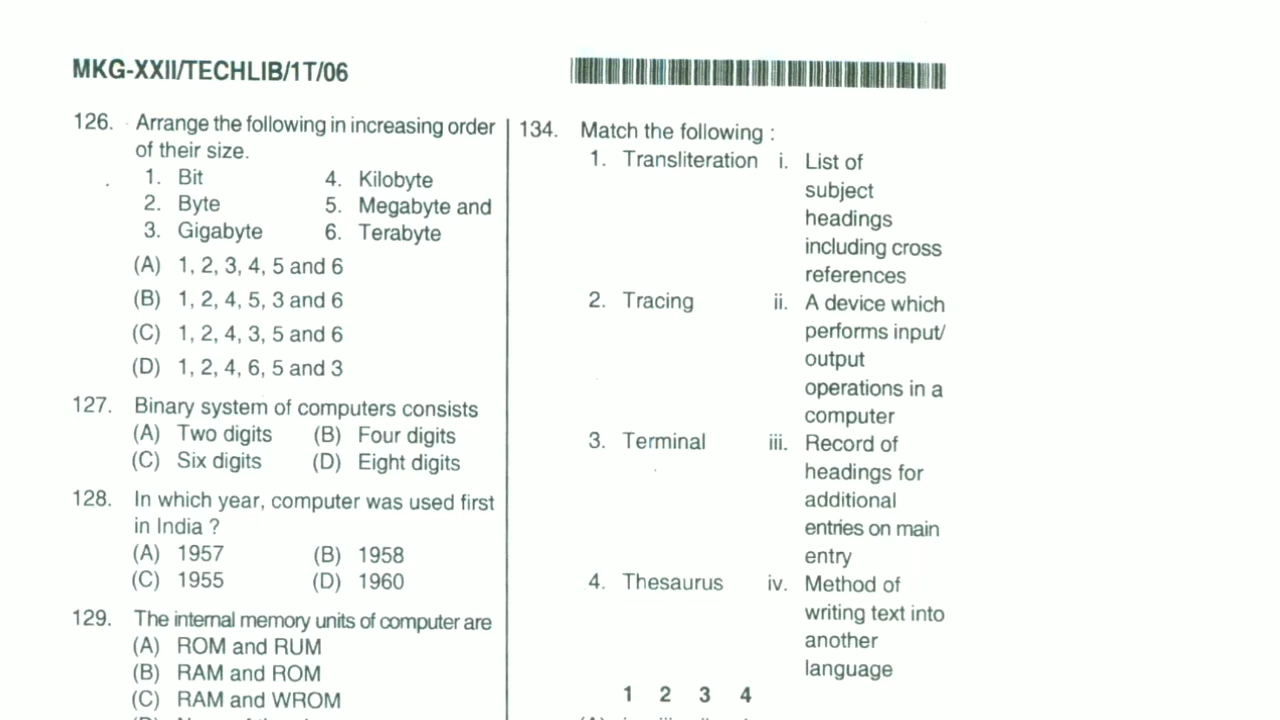 MKG-XXII/TECHLIB/1T/06
126. Arrange the following in increasing order
of their size.
1. Bit 4. Kilobyte
2. Byte 5. Megabyte and
3. Gigabyte 6. Terabyte
(A) 1, 2, 3, 4, 5 and 6
(B) 1, 2, 4, 5, 3 and 6
(C) 1, 2, 4, 3, 5 and 6
(D) 1, 2, 4, 6, 5 and 3
127. Binary system of computers consists
(A) Two digits (B) Four digits
(C) Six digits (D) Eight digits
128. In which year, computer was used first
in India ?
(A) 1957 (B) 1958
(C) 1955 (D) 1960
129. The internal memory units of computer are
(A) ROM and RUM
(B) RAM and ROM
(C) RAM and WROM
134. Match the following :
1. Transliteration i. List of
subject
headings
including cross
references
2. Tracing ii. A device which
performs input/
output
operations in a
computer
3. Terminal iii. Record of
headings for
additional
entries on main
entry
4. Thesaurus iv. Method of
writing text into
another
language
1 2 3 4